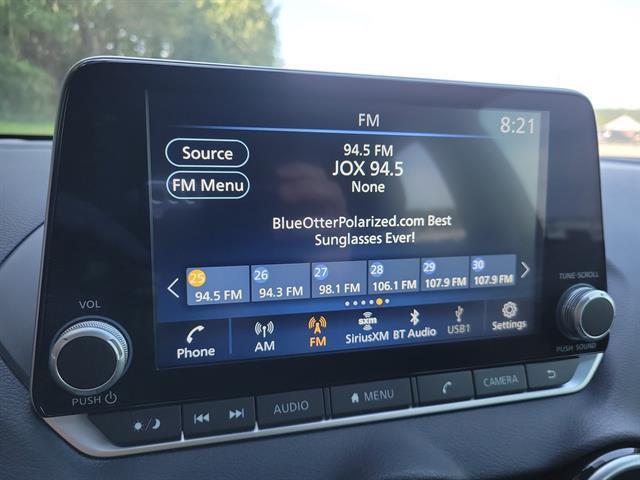 FM
8:21
Source
94.5 FM
JOX 94.5
None
FM Menu
BlueOtterPolarized.com Best
Sunglasses Ever!
25 26 27 28 29 30
94.5 FM 94.3 FM 98.1 FM 106.1 FM 107.9 FM 107.9 FM
Phone AM FM sxm SiriusXM BT Audio USB1 Settings
VOL
PUSH
TUNE·SCROLL
PUSH SOUND
AUDIO MENU CAMERA